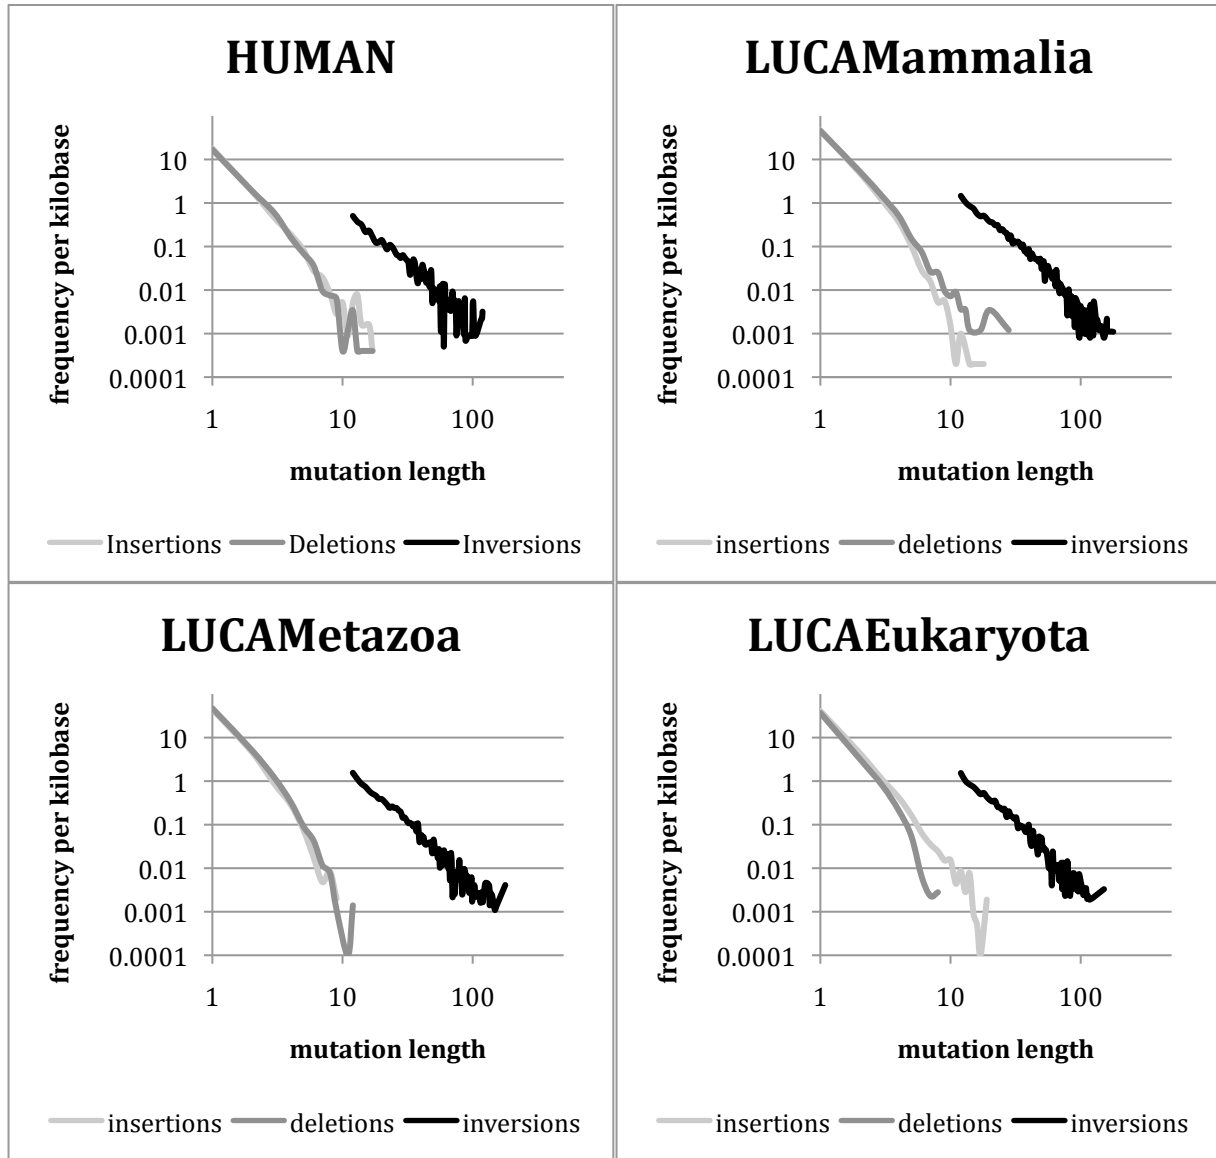 HUMAN
frequency per kilobase
10
1
0.1
0.01
0.001
0.0001
1 10 100
mutation length
Insertions Deletions Inversions
LUCAMammalia
frequency per kilobase
10
1
0.1
0.01
0.001
0.0001
1 10 100
mutation length
insertions deletions inversions
LUCAMetazoa
frequency per kilobase
10
1
0.1
0.01
0.001
0.0001
1 10 100
mutation length
insertions deletions inversions
LUCAEukaryota
frequency per kilobase
10
1
0.1
0.01
0.001
0.0001
1 10 100
mutation length
insertions deletions inversions